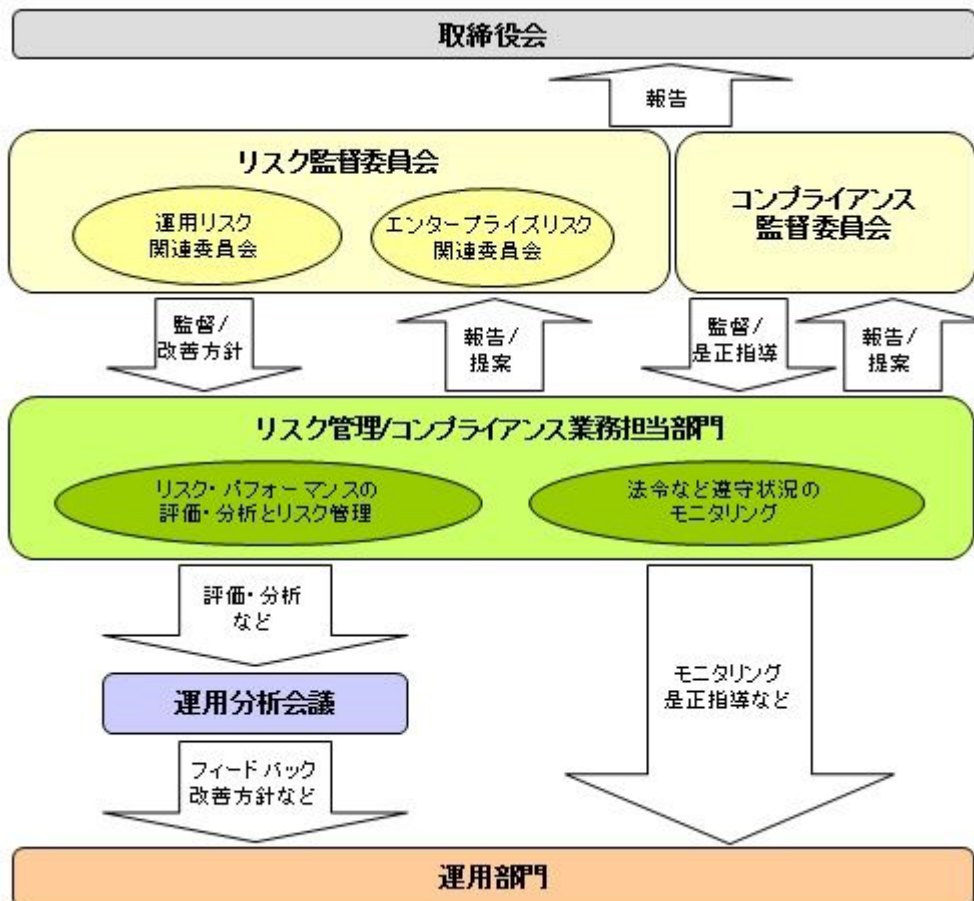 取締役会
報告
リスク監督委員会
運用リスク
関連委員会
エンタープライズリスク
関連委員会
コンプライアンス
監督委員会
監督/
改善方針
報告/
提案
監督/
是正指導
報告/
提案
リスク管理/コンプライアンス業務担当部門
リスク・パフォーマンスの
評価・分析とリスク管理
法令など遵守状況の
モニタリング
評価・分析
など
運用分析会議
モニタリング
是正指導など
フィードバック
改善方針など
運用部門